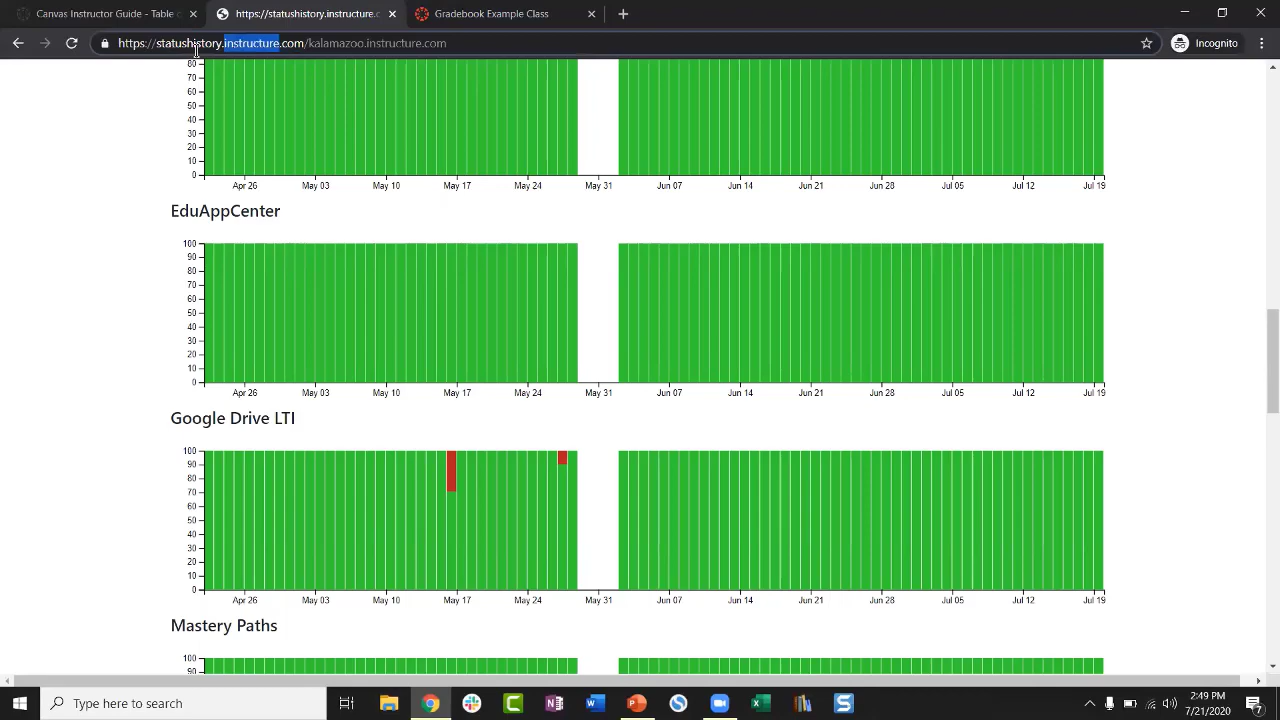 Canvas Instructor Guide - Table c
https://statushistory.instructure.c
Gradebook Example Class
https://statushistory.instructure.com/kalamazoo.instructure.com
Incognito
80
70
60
50
40
30
20
10
0
Apr 26 May 03 May 10 May 17 May 24 May 31 Jun 07 Jun 14 Jun 21 Jun 28 Jul 05 Jul 12 Jul 19
EduAppCenter
100
90
80
70
60
50
40
30
20
10
0
Apr 26 May 03 May 10 May 17 May 24 May 31 Jun 07 Jun 14 Jun 21 Jun 28 Jul 05 Jul 12 Jul 19
Google Drive LTI
100
90
80
70
60
50
40
30
20
10
0
Apr 26 May 03 May 10 May 17 May 24 May 31 Jun 07 Jun 14 Jun 21 Jun 28 Jul 05 Jul 12 Jul 19
Mastery Paths
100
90
Type here to search
2:49 PM
7/21/2020